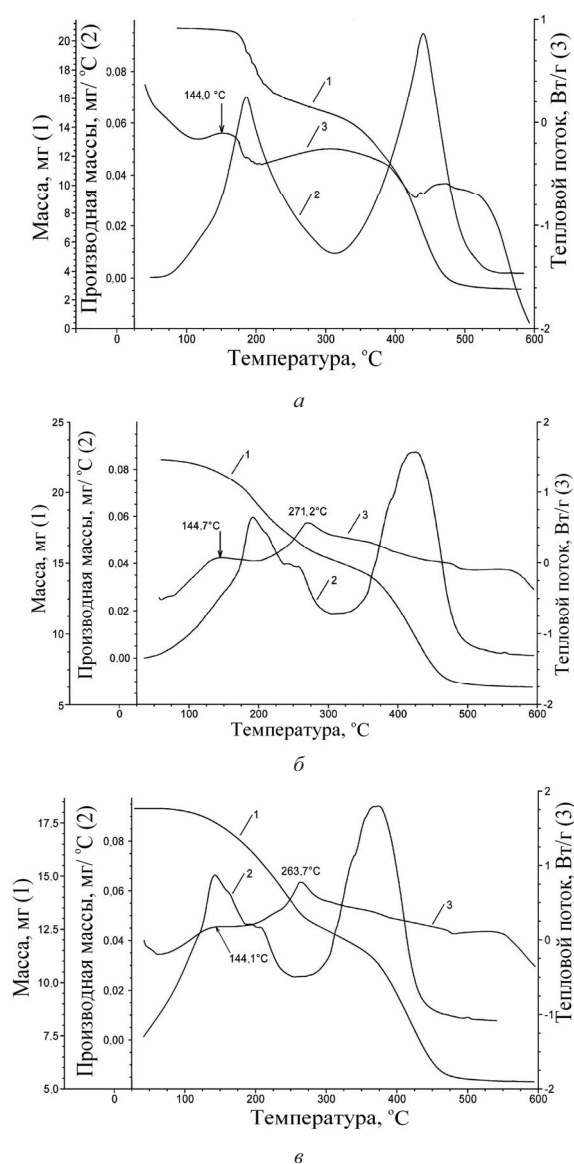 Масса, мг (1)
Производная массы, мг/ °С (2)
Тепловой поток, Вт/г (3)
20
18
16
14
12
10
8
6
4
2
0
0,08
0,06
0,04
0,02
0,00
1
0
-1
-2
144,0 °C
1
3
2
0 100 200 300 400 500 600
Температура, °С
а
Масса, мг (1)
Производная массы, мг/ °С (2)
Тепловой поток, Вт/г (3)
25
20
15
10
5
0,08
0,06
0,04
0,02
0,00
2
1
0
-1
-2
1
144,7°C
271,2°C
3
2
0 100 200 300 400 500 600
Температура, °С
б
Масса, мг (1)
Производная массы, мг/ °С (2)
Тепловой поток, Вт/г (3)
17.5
15.0
12.5
10.0
7.5
5.0
0,08
0,06
0,04
0,02
0,00
2
1
0
-1
-2
1
2
263,7°C
3
144,1°C
0 100 200 300 400 500 600
Температура, °С
в